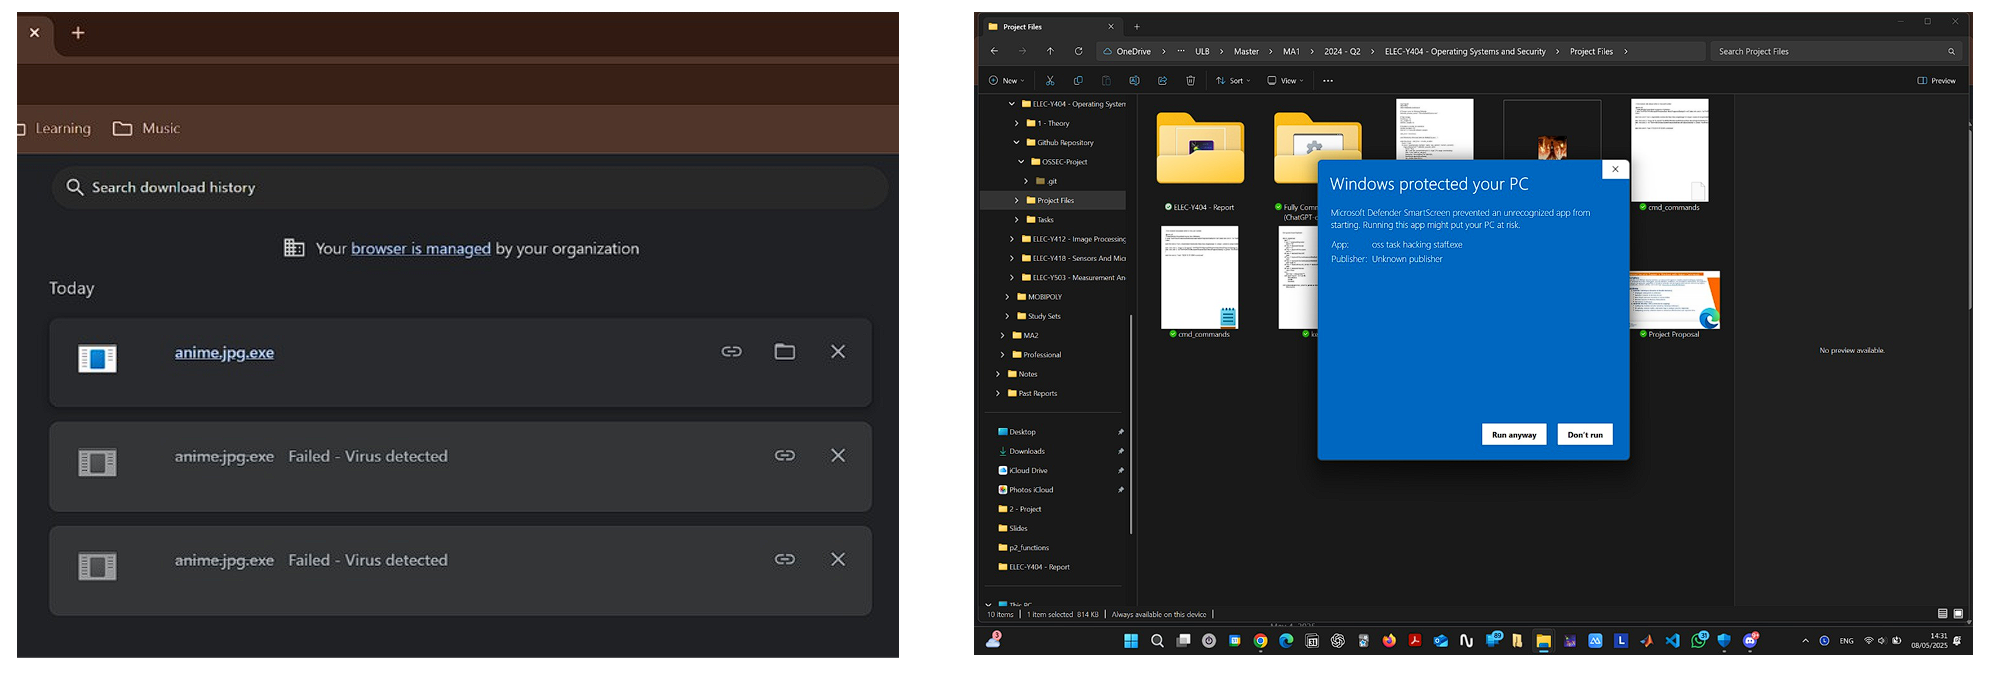 Learning
Music
Search download history
Your browser is managed by your organization
Today
anime.jpg.exe
anime.jpg.exe Failed - Virus detected
anime.jpg.exe Failed - Virus detected
Project Files
OneDrive > ··· ULB > Master > MA1 > 2024 - Q2 > ELEC-Y404 - Operating Systems and Security > Project Files >
Search Project Files
New
Sort
View
Preview
ELEC-Y404 - Operating System
1 - Theory
Github Repository
OSSEC-Project
.git
Project Files
Tasks
ELEC-Y412 - Image Processing
ELEC-Y418 - Sensors And Mic
ELEC-Y503 - Measurement An
MOBIPOLY
Study Sets
MA2
Professional
Notes
Past Reports
Desktop
Downloads
iCloud Drive
Photos iCloud
2 - Project
Slides
p2_functions
ELEC-Y404 - Report
This PC
ELEC-Y404 - Report
Fully Comm
(ChatGPT-c
cmd_commands
cmd_commands
Project Proposal
Windows protected your PC
Microsoft Defender SmartScreen prevented an unrecognized app from
starting. Running this app might put your PC at risk.
App: oss task hacking staff.exe
Publisher: Unknown publisher
Run anyway
Don't run
No preview available.
10 items
1 item selected 814 KB
Always available on this device
ENG
14:31
08/05/2025